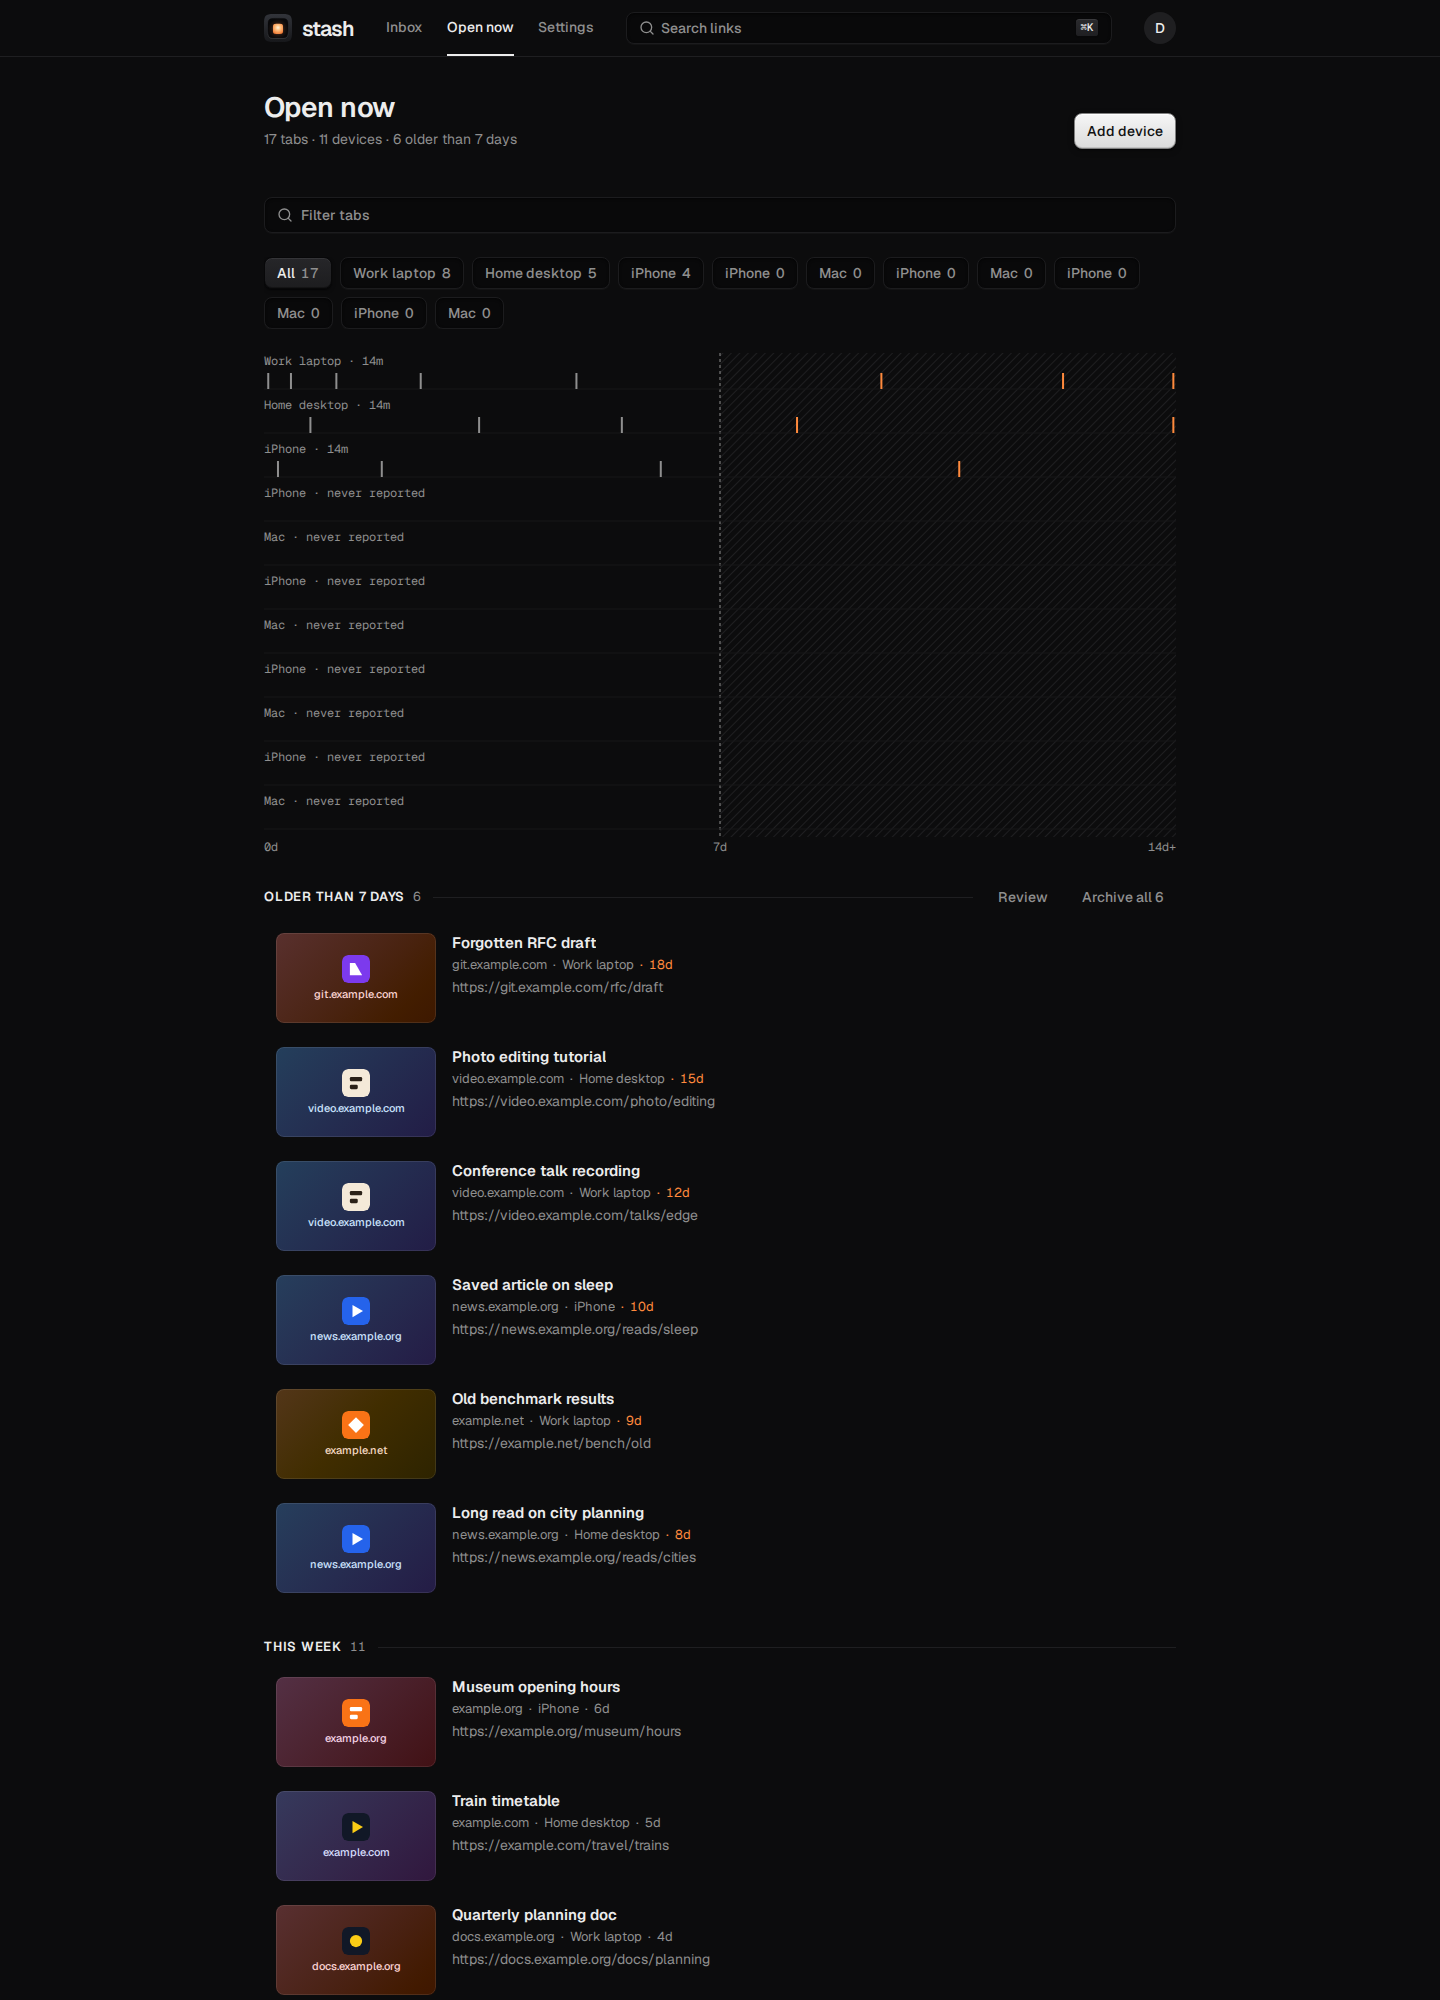 stash Inbox Open now Settings Search links ⌘K D
Open now
17 tabs · 11 devices · 6 older than 7 days
Add device
Filter tabs
All 17 Work laptop 8 Home desktop 5 iPhone 4 iPhone 0 Mac 0 iPhone 0 Mac 0 iPhone 0
Mac 0 iPhone 0 Mac 0
Work laptop · 14m
Home desktop · 14m
iPhone · 14m
iPhone · never reported
Mac · never reported
iPhone · never reported
Mac · never reported
iPhone · never reported
Mac · never reported
iPhone · never reported
Mac · never reported
0d 7d 14d+
OLDER THAN 7 DAYS 6 Review Archive all 6
git.example.com
Forgotten RFC draft
git.example.com · Work laptop · 18d
https://git.example.com/rfc/draft
video.example.com
Photo editing tutorial
video.example.com · Home desktop · 15d
https://video.example.com/photo/editing
video.example.com
Conference talk recording
video.example.com · Work laptop · 12d
https://video.example.com/talks/edge
news.example.org
Saved article on sleep
news.example.org · iPhone · 10d
https://news.example.org/reads/sleep
example.net
Old benchmark results
example.net · Work laptop · 9d
https://example.net/bench/old
news.example.org
Long read on city planning
news.example.org · Home desktop · 8d
https://news.example.org/reads/cities
THIS WEEK 11
example.org
Museum opening hours
example.org · iPhone · 6d
https://example.org/museum/hours
example.com
Train timetable
example.com · Home desktop · 5d
https://example.com/travel/trains
docs.example.org
Quarterly planning doc
docs.example.org · Work laptop · 4d
https://docs.example.org/docs/planning